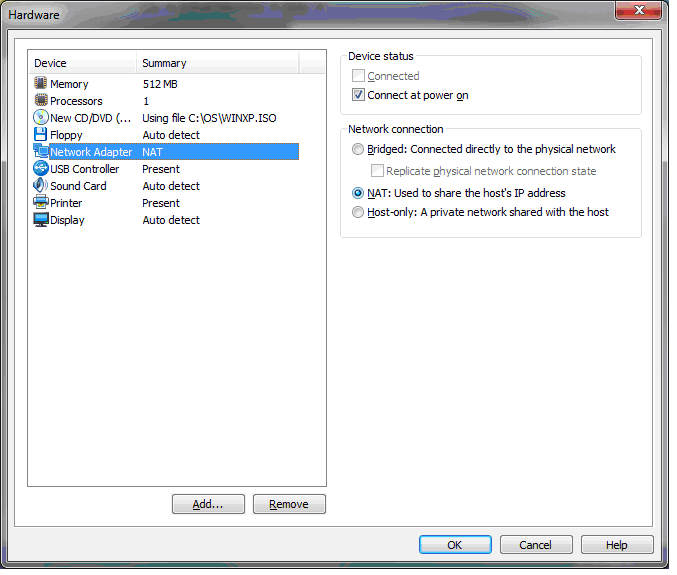 Hardware
Device Summary
Memory 512 MB
Processors 1
New CD/DVD (... Using file C:\OS\WINXP.ISO
Floppy Auto detect
Network Adapter NAT
USB Controller Present
Sound Card Auto detect
Printer Present
Display Auto detect
Add... Remove
Device status
Connected
Connect at power on
Network connection
Bridged: Connected directly to the physical network
Replicate physical network connection state
NAT: Used to share the host's IP address
Host-only: A private network shared with the host
OK Cancel Help